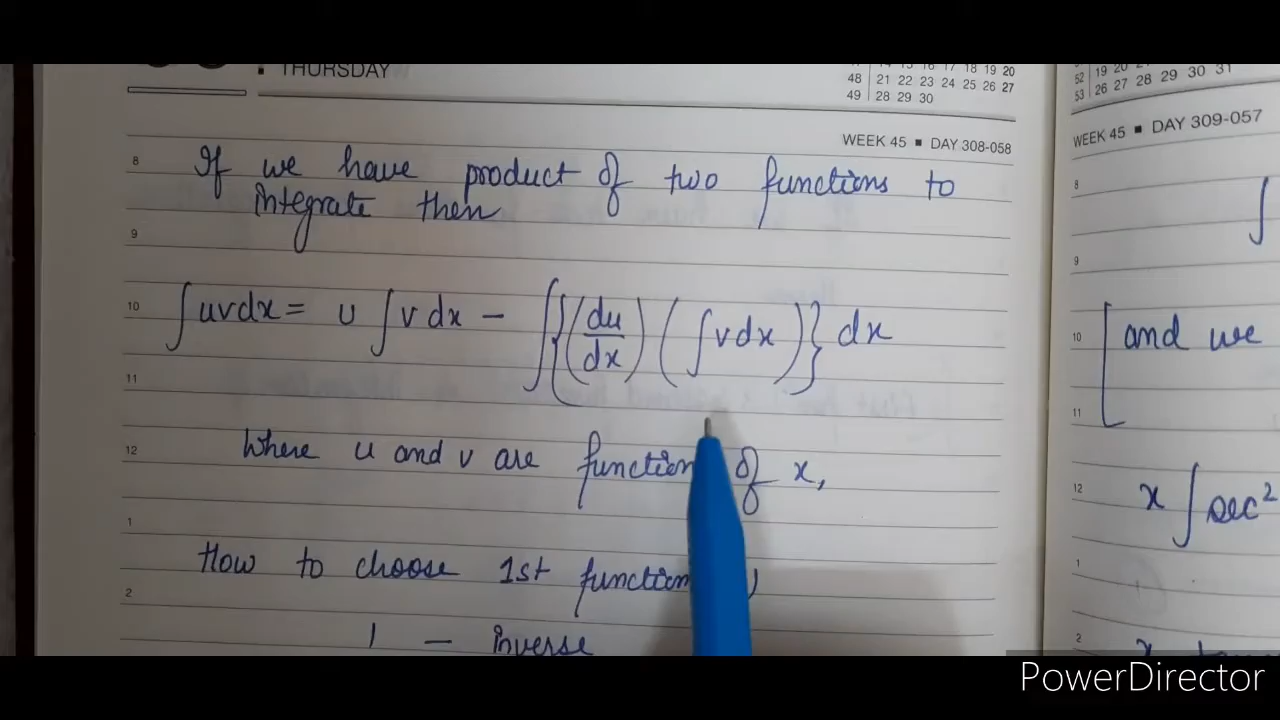 THURSDAY
48 21 22 23 24 25 26 27
49 28 29 30
WEEK 45 ■ DAY 308-058
8 If we have product of two functions to
integrate then
9
10 ∫uvdx = u ∫v dx - ∫{(du/dx) (∫vdx)} dx
11
12 Where u and v are function of x,
1
How to choose 1st function
2
I - inverse
52 19 20
53 26 27 28 29 30 31
WEEK 45 ■ DAY 309-057
8
∫
9
10 [and we
11
12 x ∫ sec²
1
2
PowerDirector